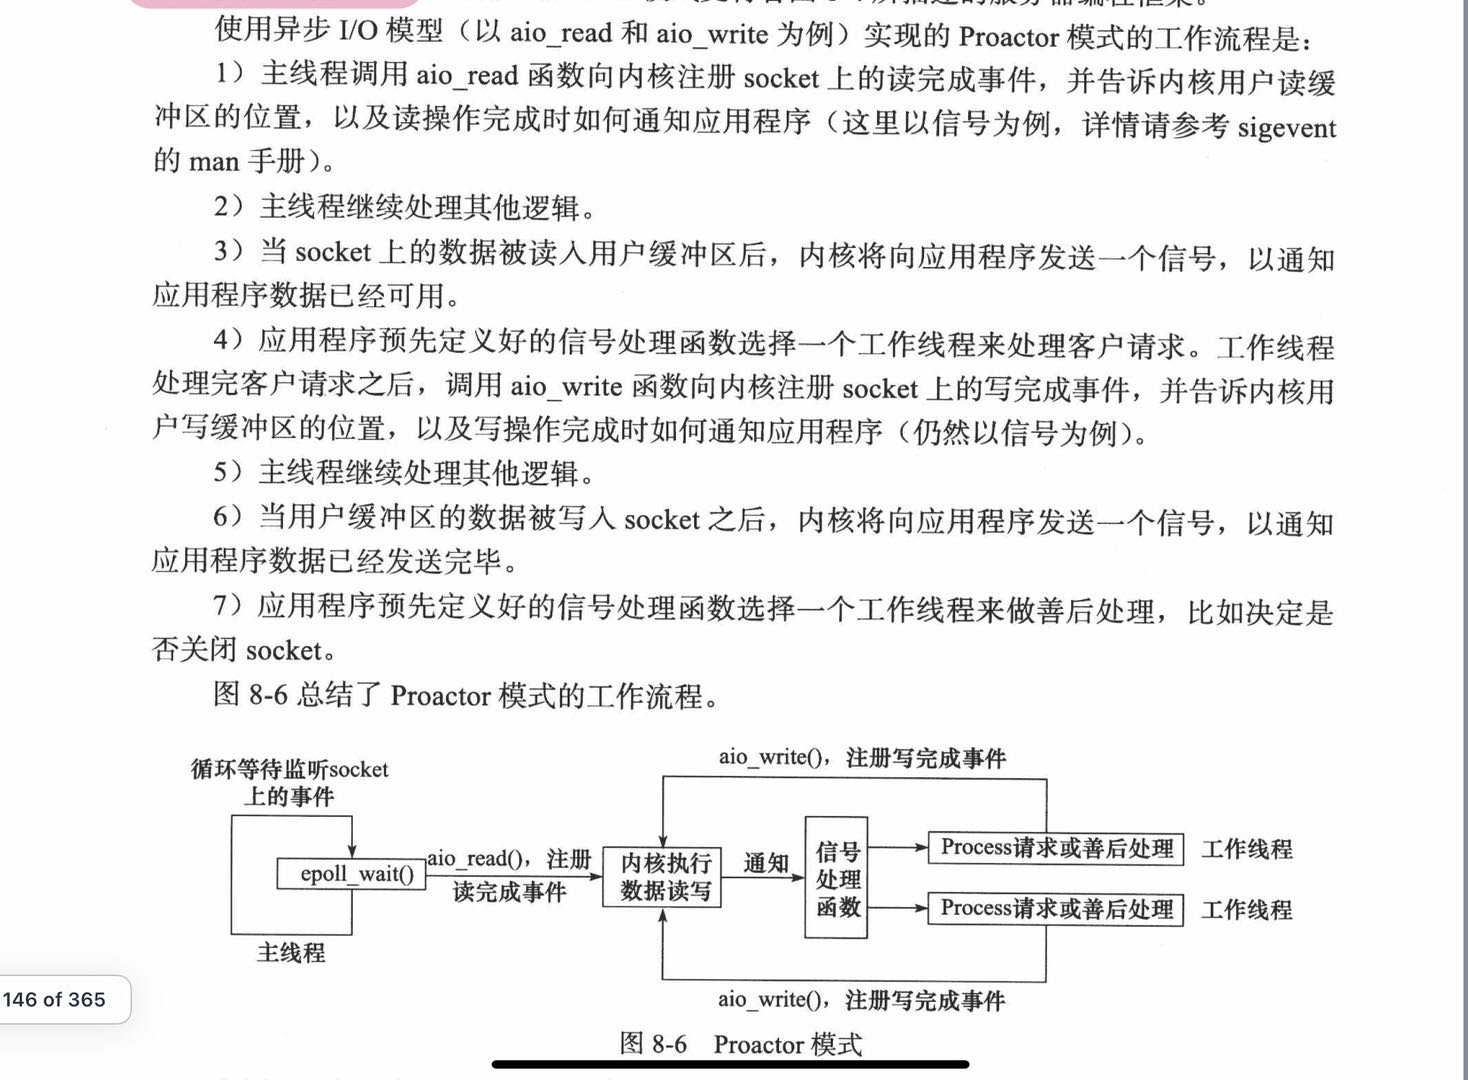 使用异步 I/O 模型（以 aio_read 和 aio_write 为例）实现的 Proactor 模式的工作流程是：
1）主线程调用 aio_read 函数向内核注册 socket 上的读完成事件，并告诉内核用户读缓
冲区的位置，以及读操作完成时如何通知应用程序（这里以信号为例，详情请参考 sigevent
的 man 手册）。
2）主线程继续处理其他逻辑。
3）当 socket 上的数据被读入用户缓冲区后，内核将向应用程序发送一个信号，以通知
应用程序数据已经可用。
4）应用程序预先定义好的信号处理函数选择一个工作线程来处理客户请求。工作线程
处理完客户请求之后，调用 aio_write 函数向内核注册 socket 上的写完成事件，并告诉内核用
户写缓冲区的位置，以及写操作完成时如何通知应用程序（仍然以信号为例）。
5）主线程继续处理其他逻辑。
6）当用户缓冲区的数据被写入 socket 之后，内核将向应用程序发送一个信号，以通知
应用程序数据已经发送完毕。
7）应用程序预先定义好的信号处理函数选择一个工作线程来做善后处理，比如决定是
否关闭 socket。
图 8-6 总结了 Proactor 模式的工作流程。
循环等待监听socket
上的事件
epoll_wait()
主线程
aio_read()，注册
读完成事件
内核执行
数据读写
通知
信号
处理
函数
aio_write()，注册写完成事件
Process请求或善后处理 工作线程
Process请求或善后处理 工作线程
aio_write()，注册写完成事件
图 8-6 Proactor 模式
146 of 365